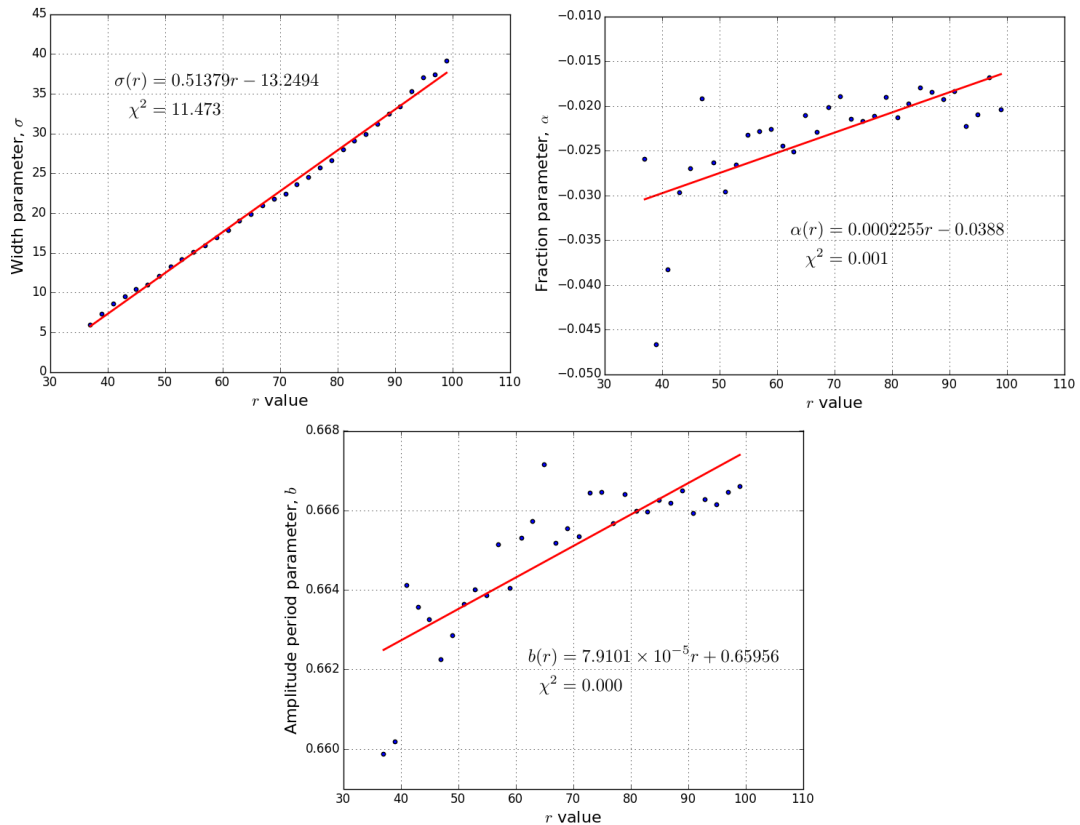 45
40
35
30
25
20
15
10
5
0
Width parameter, σ
σ(r) = 0.51379r − 13.2494
χ² = 11.473
30 40 50 60 70 80 90 100 110
r value
−0.010
−0.015
−0.020
−0.025
−0.030
−0.035
−0.040
−0.045
−0.050
Fraction parameter, α
α(r) = 0.0002255r − 0.0388
χ² = 0.001
30 40 50 60 70 80 90 100 110
r value
0.668
0.666
0.664
0.662
0.660
Amplitude period parameter, b
b(r) = 7.9101 × 10⁻⁵r + 0.65956
χ² = 0.000
30 40 50 60 70 80 90 100 110
r value